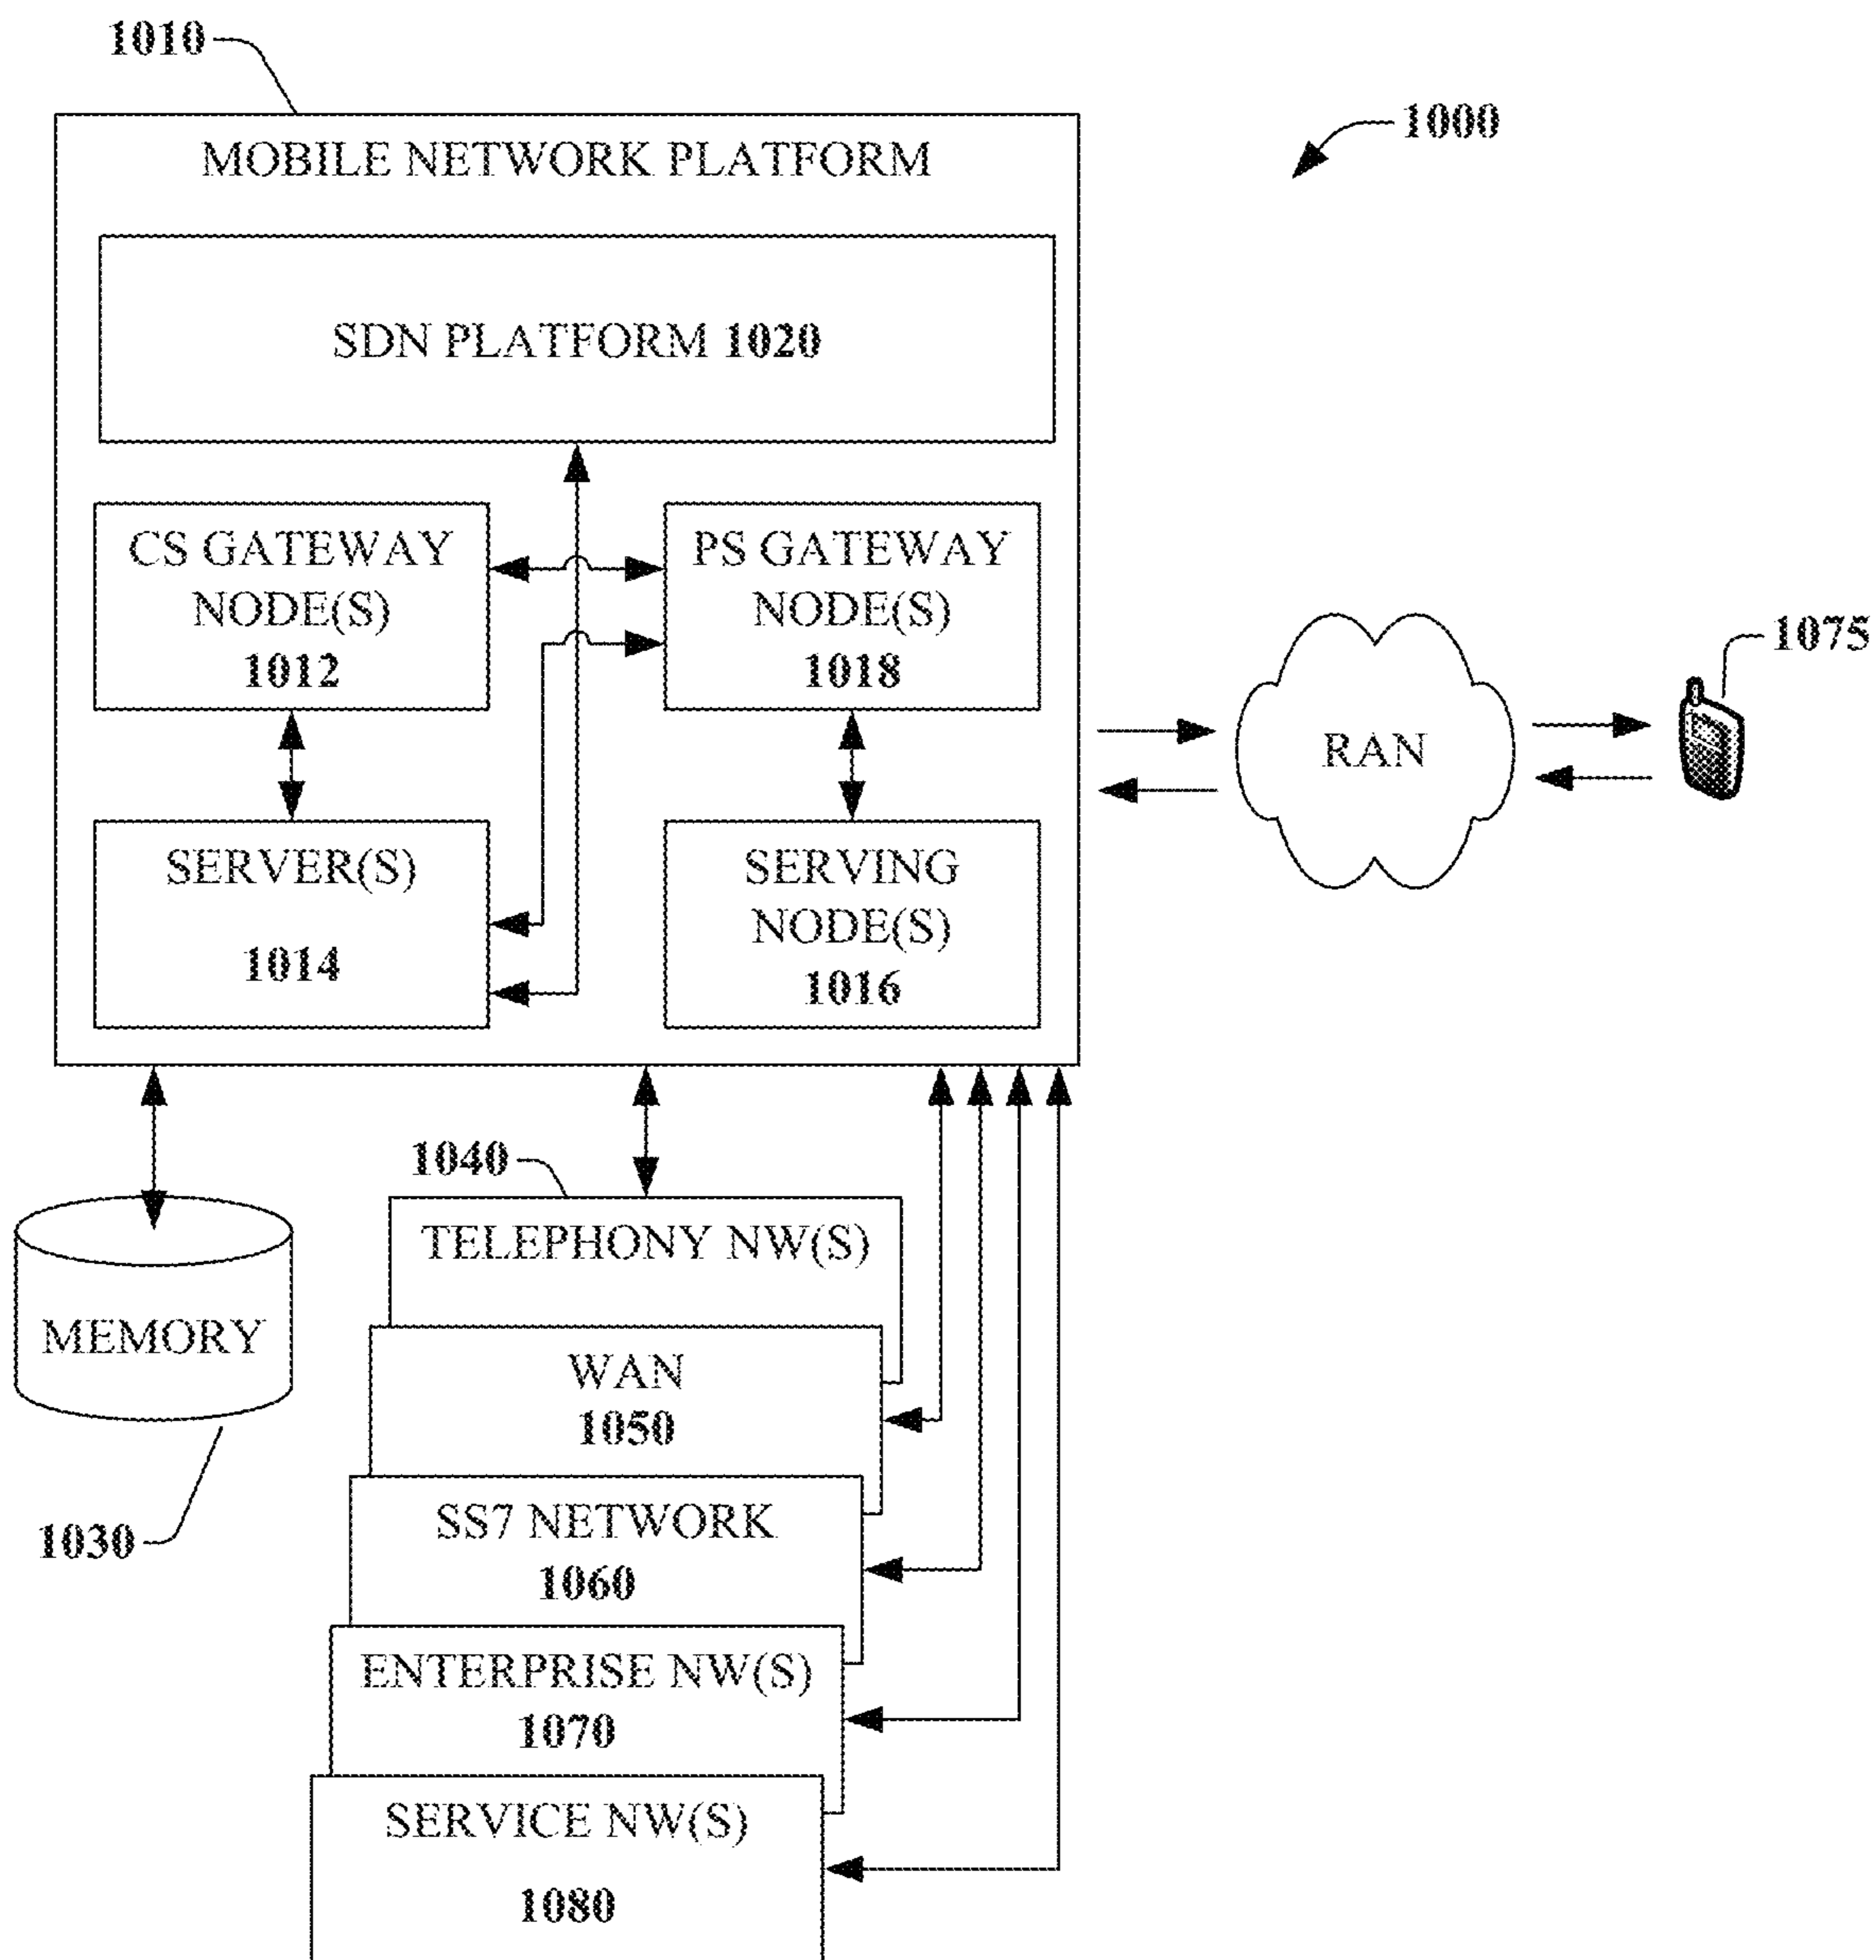 1010
1000
MOBILE NETWORK PLATFORM
SDN PLATFORM 1020
CS GATEWAY
NODE(S)
1012
PS GATEWAY
NODE(S)
1018
SERVER(S)
1014
SERVING
NODE(S)
1016
RAN
1075
1040
TELEPHONY NW(S)
MEMORY
1030
WAN
1050
SS7 NETWORK
1060
ENTERPRISE NW(S)
1070
SERVICE NW(S)
1080